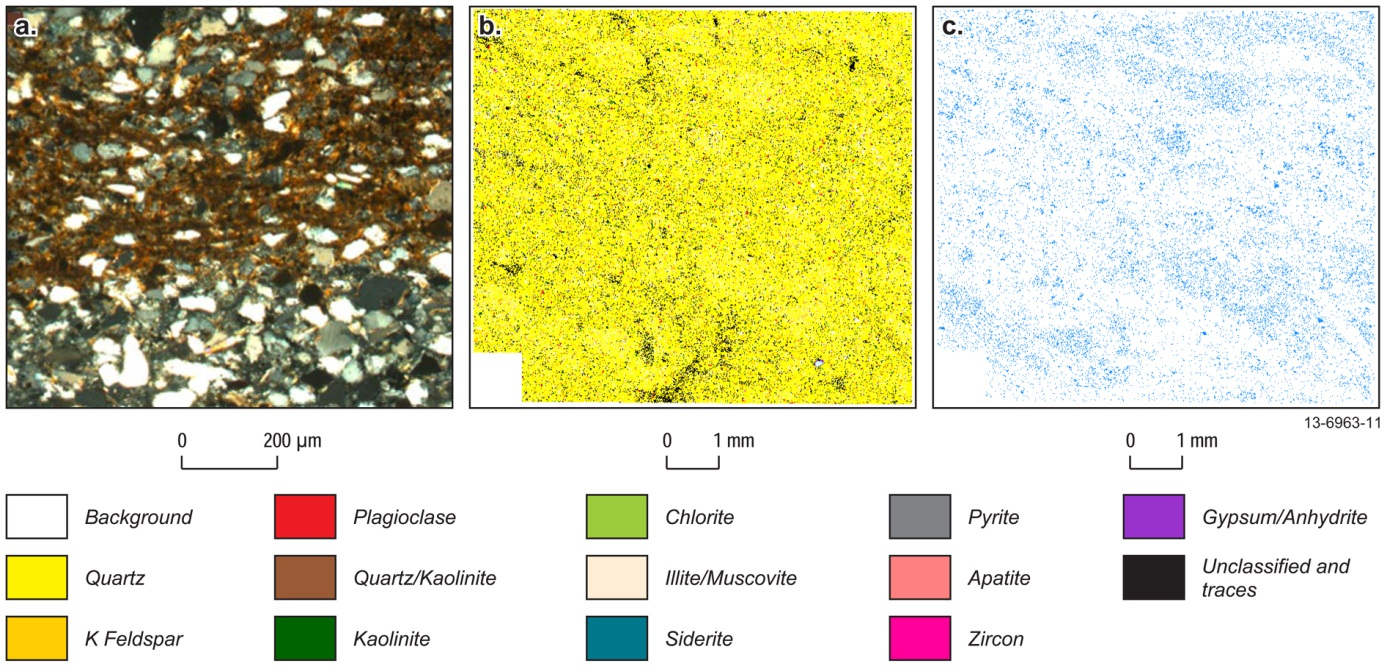 a.
b.
c.
13-6963-11
0 200 µm
0 1 mm
0 1 mm
Background
Plagioclase
Chlorite
Pyrite
Gypsum/Anhydrite
Quartz
Quartz/Kaolinite
Illite/Muscovite
Apatite
Unclassified and
traces
K Feldspar
Kaolinite
Siderite
Zircon